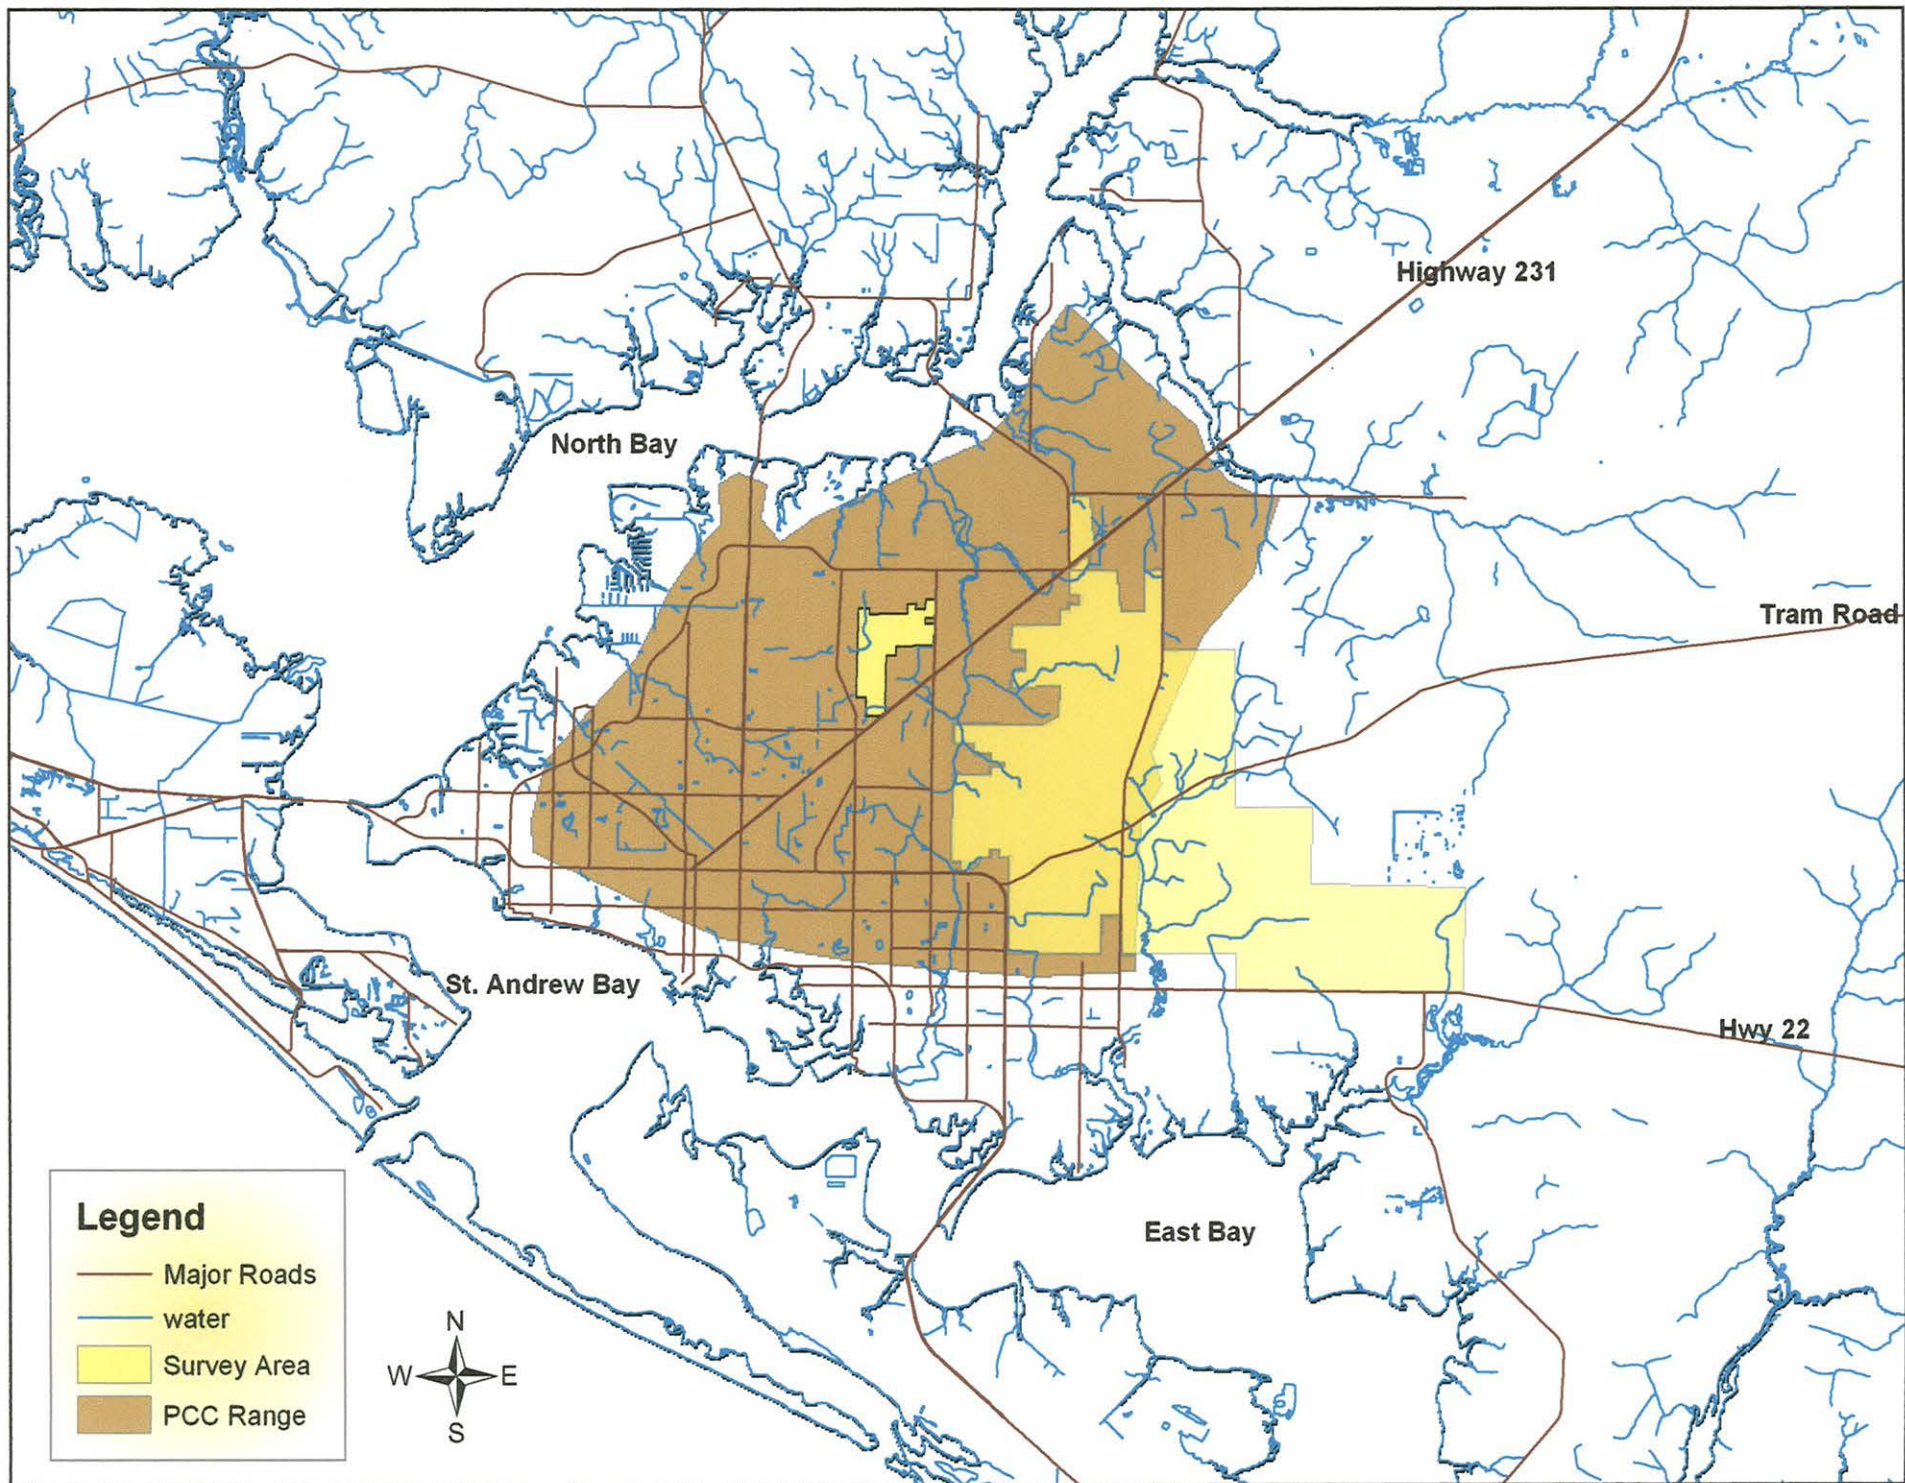 Highway 231
North Bay
Tram Road
St. Andrew Bay
Hwy 22
East Bay
Legend
Major Roads
water
Survey Area
PCC Range
N
W E
S